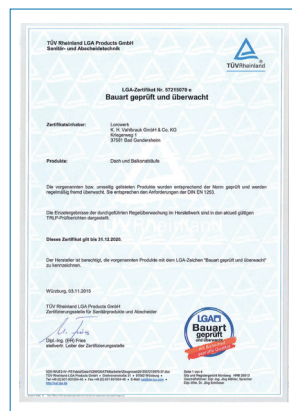 TÜV Rheinland LGA Products GmbH
Sanitär- und Abscheidetechnik
TÜVRheinland
LGA-Zertifikat Nr. 57215078 e
Bauart geprüft und überwacht
Zertifikatsinhaber: Lorowerk
K. H. Vahlbrauk GmbH & Co. KG
Kriegerweg 1
37581 Bad Gandersheim
Produkte: Dach und Balkonabläufe
Die vorgenannten bzw. umseitig gelisteten Produkte wurden entsprechend der Norm geprüft und werden
regelmäßig fremd überwacht. Sie entsprechen den Anforderungen der DIN EN 1253.
Die Einzelergebnisse der durchgeführten Regelüberwachung im Herstellwerk sind in den aktuell gültigen
TRLP-Prüfberichten dargestellt.
Dieses Zertifikat gilt bis 31.12.2020.
Der Hersteller ist berechtigt, die vorgenannten Produkte mit dem LGA-Zeichen "Bauart geprüft und überwacht"
zu kennzeichnen.
Würzburg, 03.11.2015
TÜV Rheinland LGA Products GmbH
Zertifizierungsstelle für Sanitärprodukte und Abscheider
Dipl.-Ing. (FH) Fries
stellvertr. Leiter der Zertifizierungsstelle
LGA
Bauart
geprüft